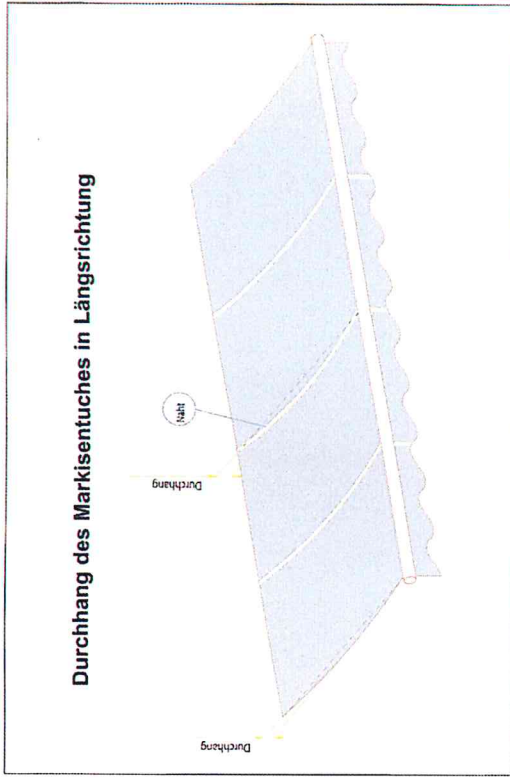 Durchhang des Markisentuches in Längsrichtung
Durchhang
Naht
Durchhang